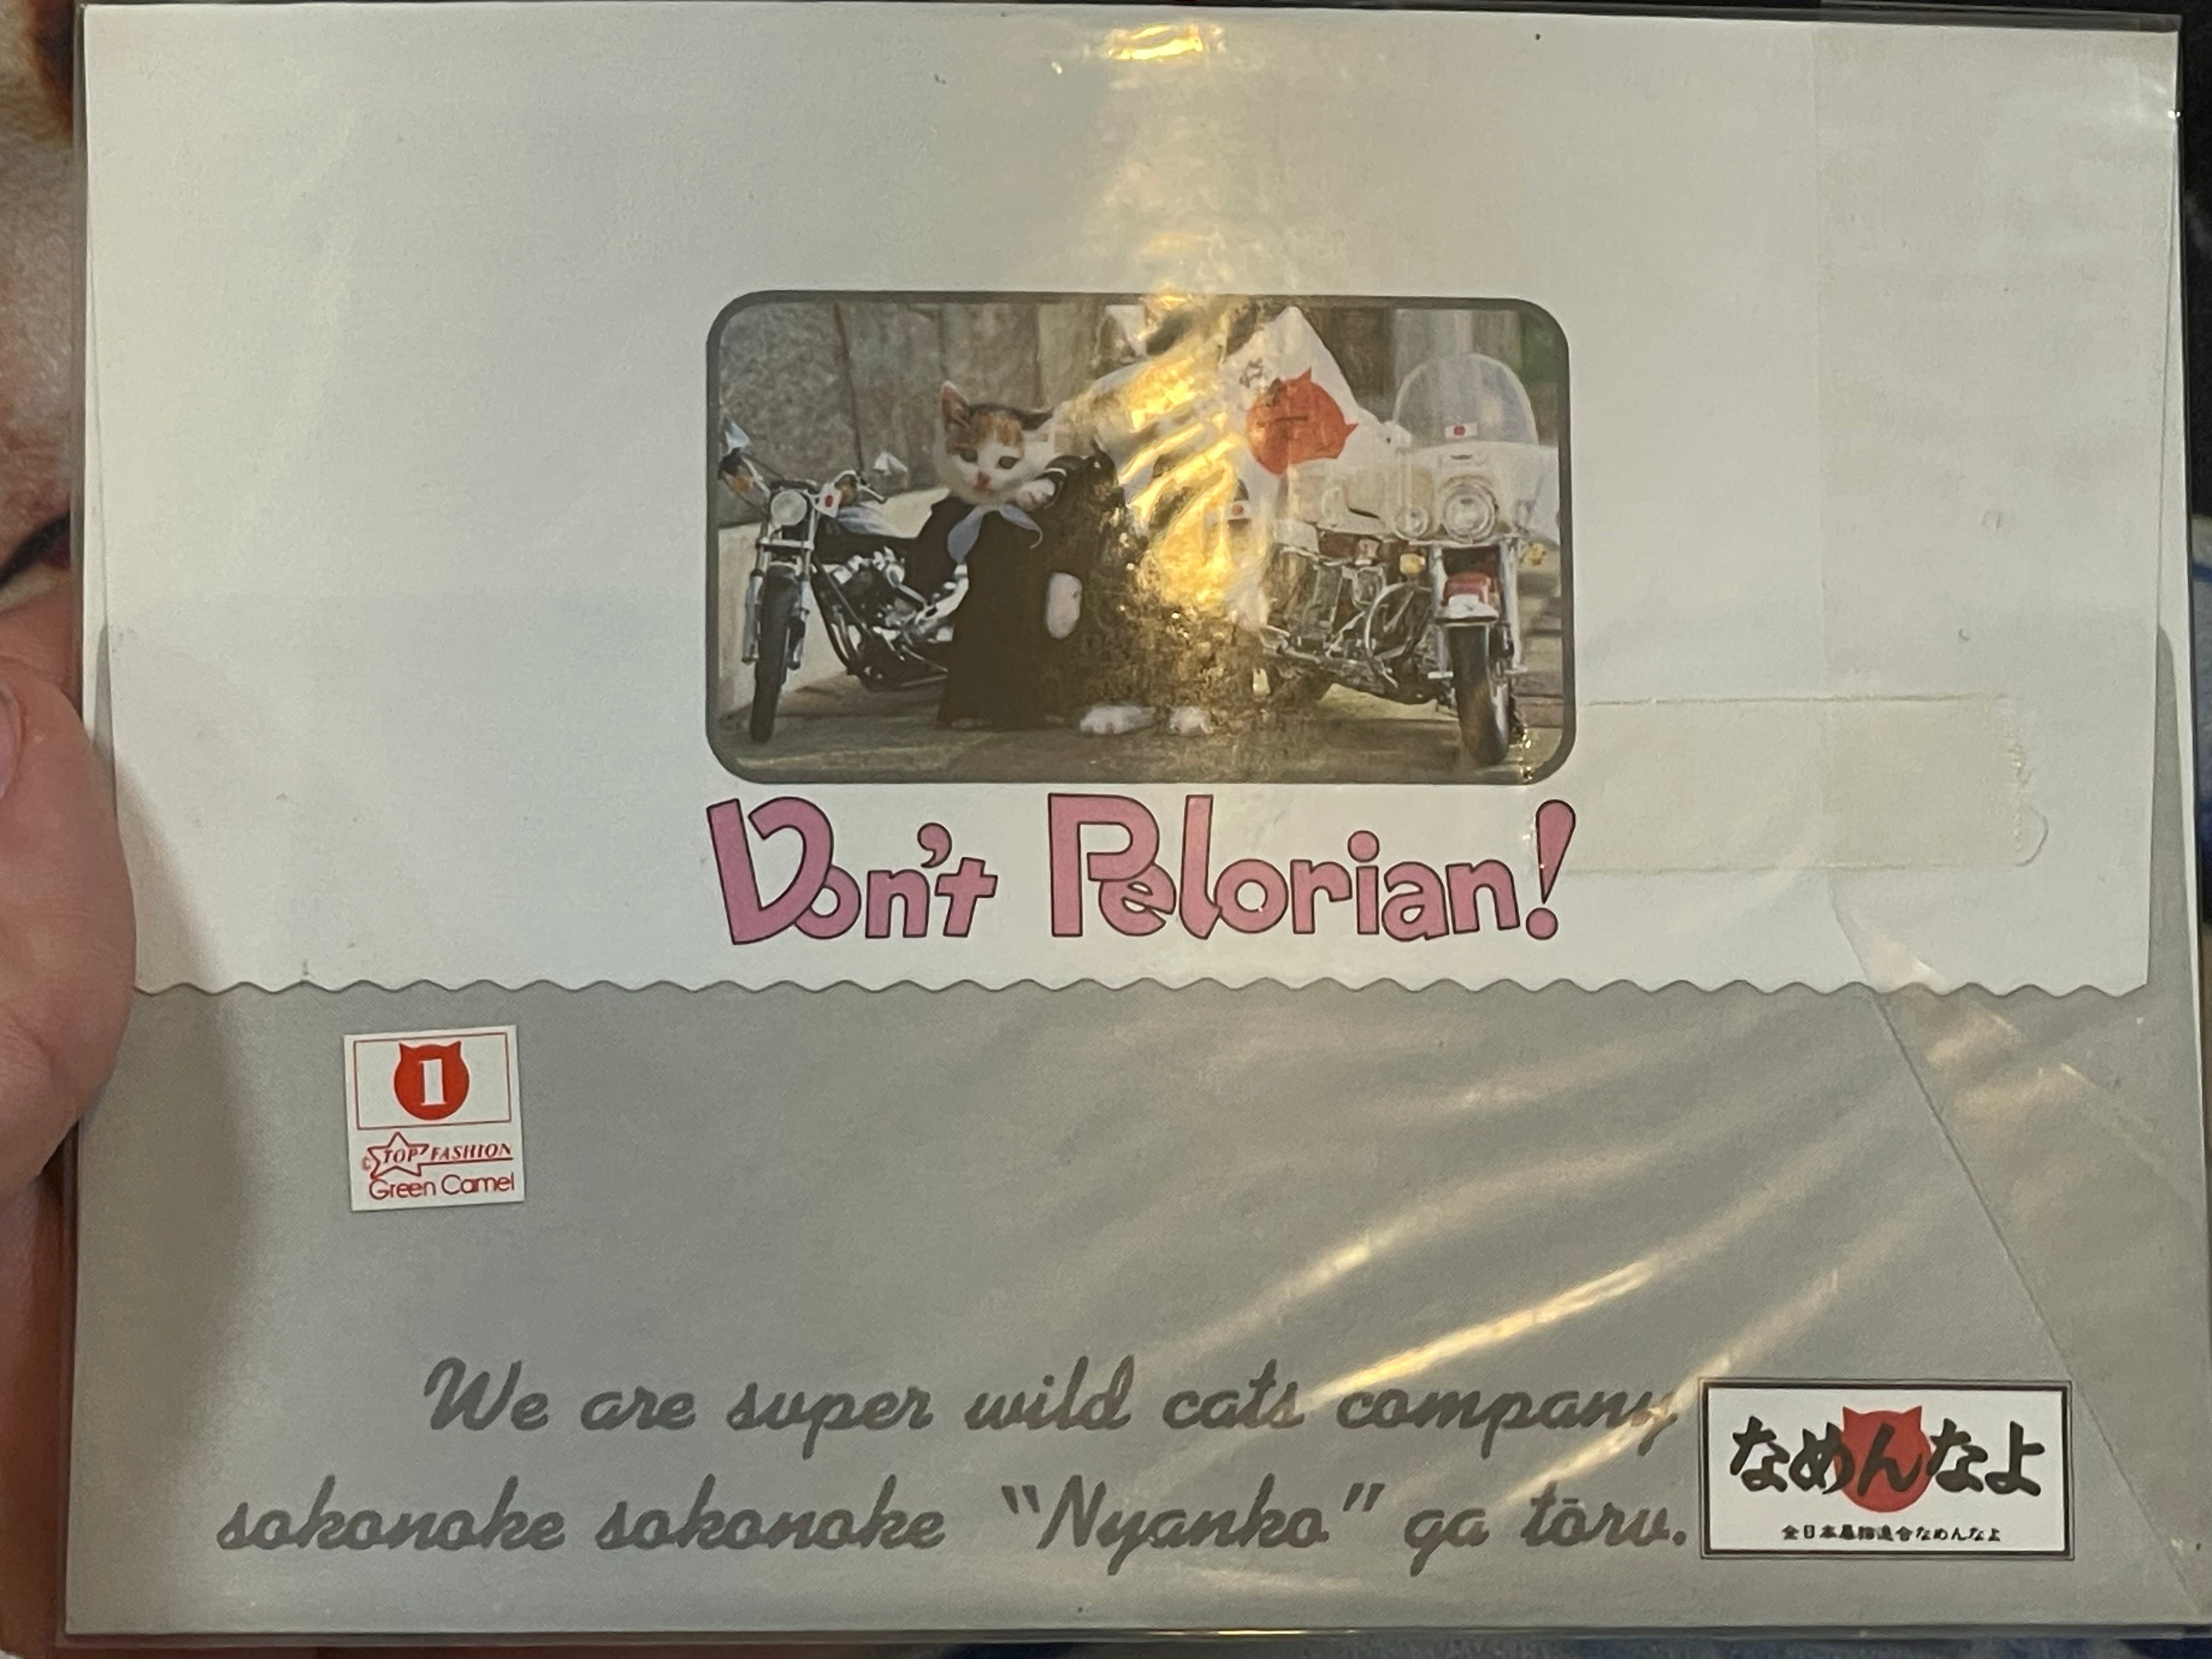 Don't Pelorian!
1
© TOP FASHION
Green Camel
We are super wild cats company
sokonoke sokonoke “Nyanko” ga tōru.
なめんなよ
全日本暴猫連合なめんなよ